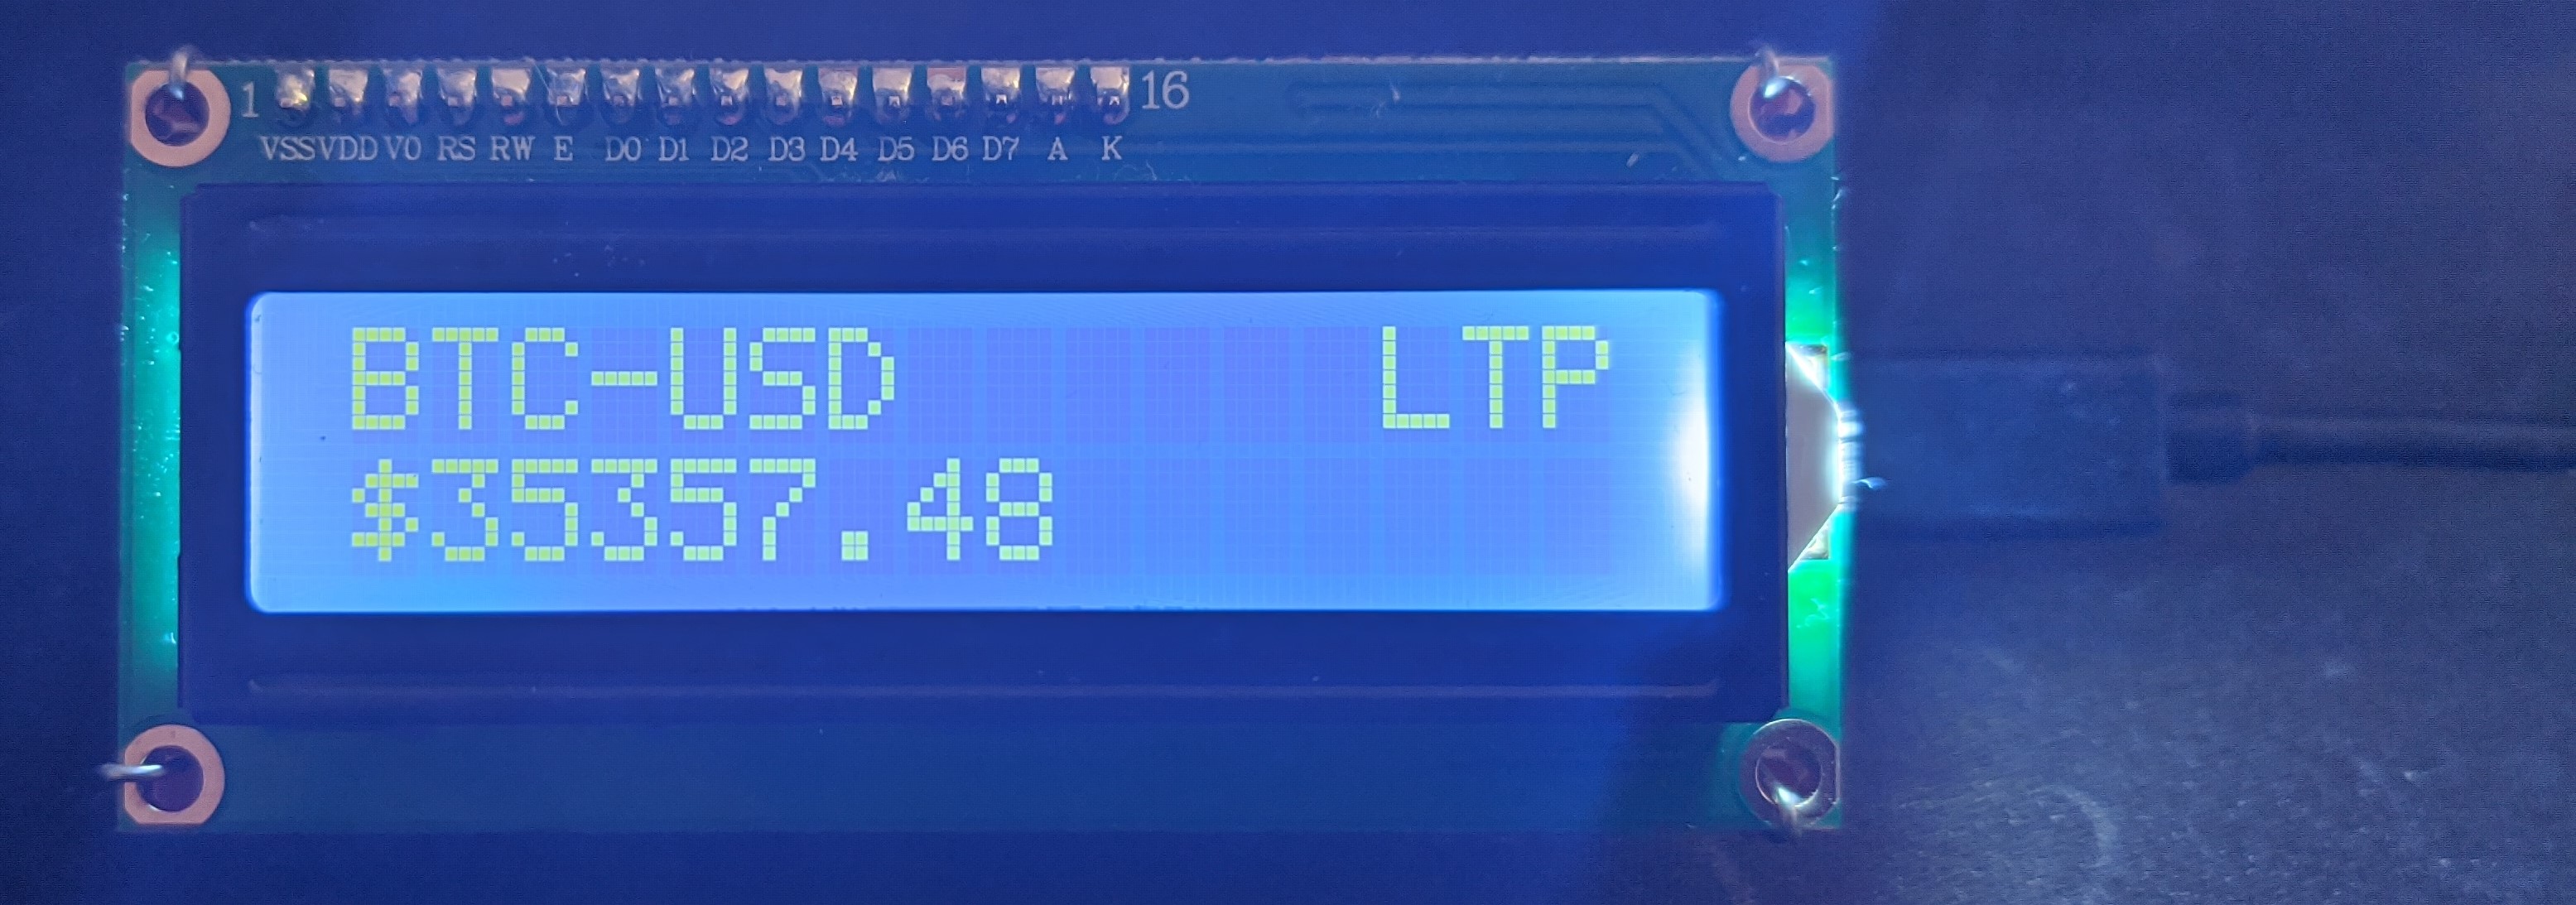 1 16
VSS VDD V0 RS RW E D0 D1 D2 D3 D4 D5 D6 D7 A K
BTC-USD LTP
$35357.48